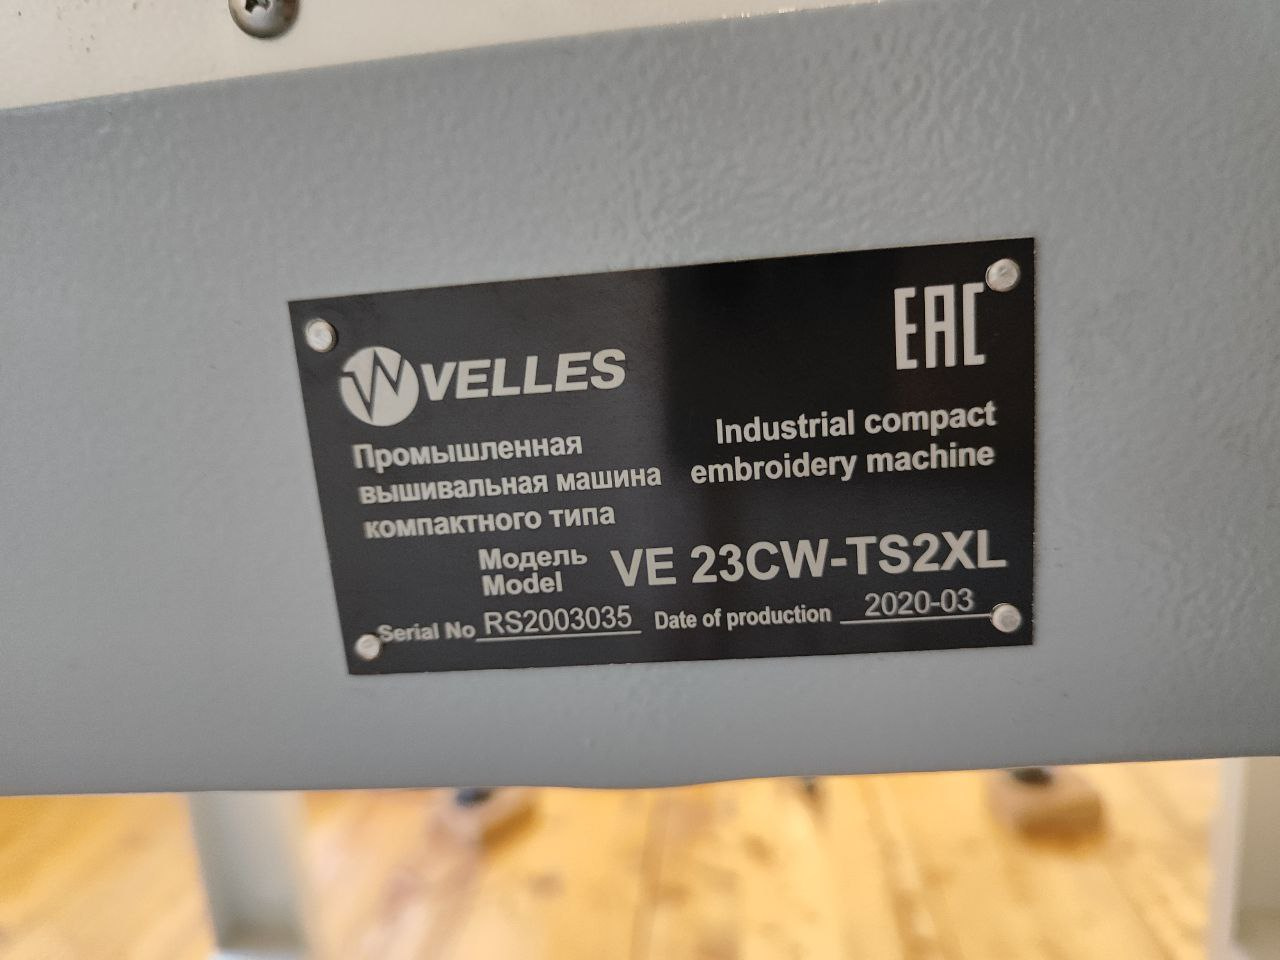 VELLES
EAC
Промышленная
вышивальная машина
компактного типа
Industrial compact
embroidery machine
Модель
Model
VE 23CW-TS2XL
Serial No RS2003035 Date of production 2020-03